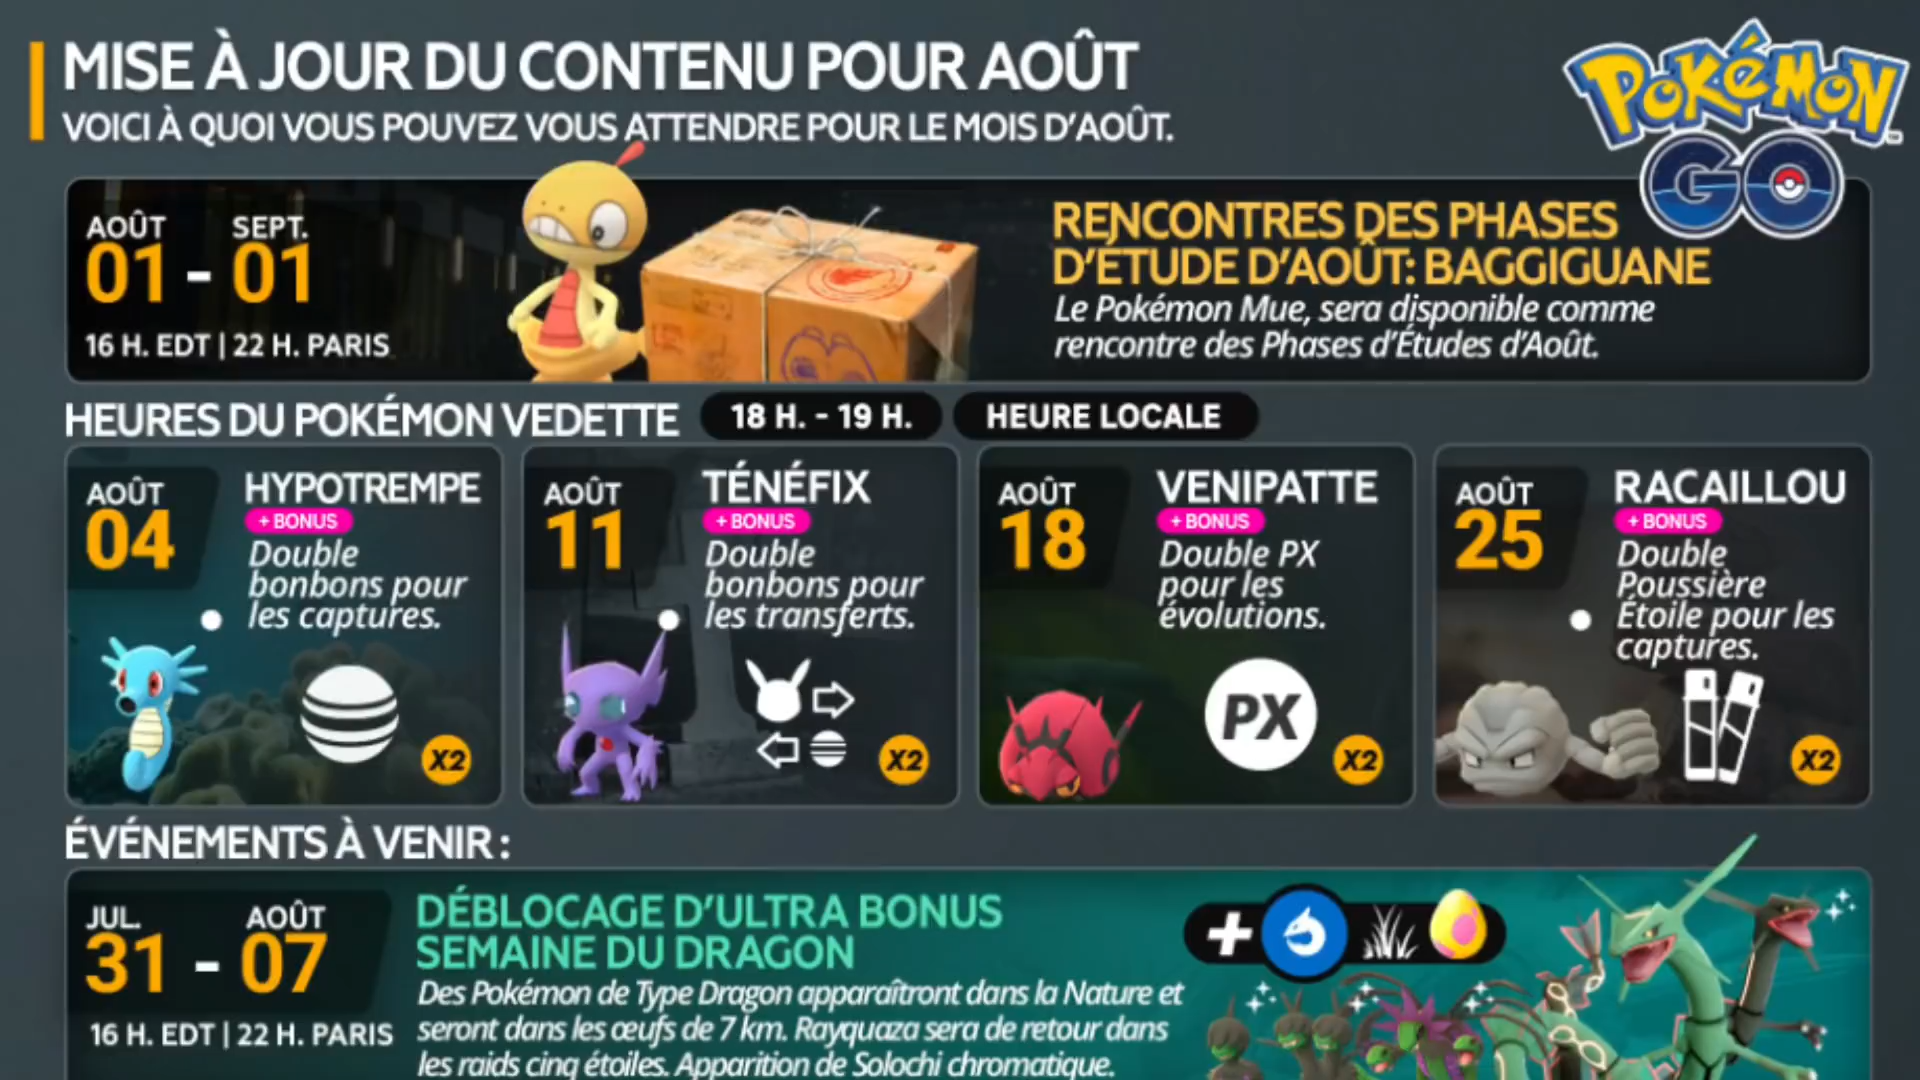 MISE À JOUR DU CONTENU POUR AOÛT
VOICI À QUOI VOUS POUVEZ VOUS ATTENDRE POUR LE MOIS D'AOÛT.
POKéMON
GO
AOÛT SEPT.
01 - 01
16 H. EDT | 22 H. PARIS
RENCONTRES DES PHASES
D'ÉTUDE D'AOÛT: BAGGIGUANE
Le Pokémon Mue, sera disponible comme
rencontre des Phases d'Études d'Août.
HEURES DU POKÉMON VEDETTE 18 H. - 19 H. HEURE LOCALE
AOÛT
04
HYPOTREMPE
+ BONUS
Double
bonbons pour
les captures.
X2
AOÛT
11
TÉNÉFIX
+ BONUS
Double
bonbons pour
les transferts.
X2
AOÛT
18
VENIPATTE
+ BONUS
Double PX
pour les
évolutions.
PX
X2
AOÛT
25
RACAILLOU
+ BONUS
Double
Poussière
Étoile pour les
captures.
X2
ÉVÉNEMENTS À VENIR :
JUL. AOÛT
31 - 07
16 H. EDT | 22 H. PARIS
DÉBLOCAGE D'ULTRA BONUS
SEMAINE DU DRAGON
Des Pokémon de Type Dragon apparaîtront dans la Nature et
seront dans les œufs de 7 km. Rayquaza sera de retour dans
les raids cinq étoiles. Apparition de Solochi chromatique.